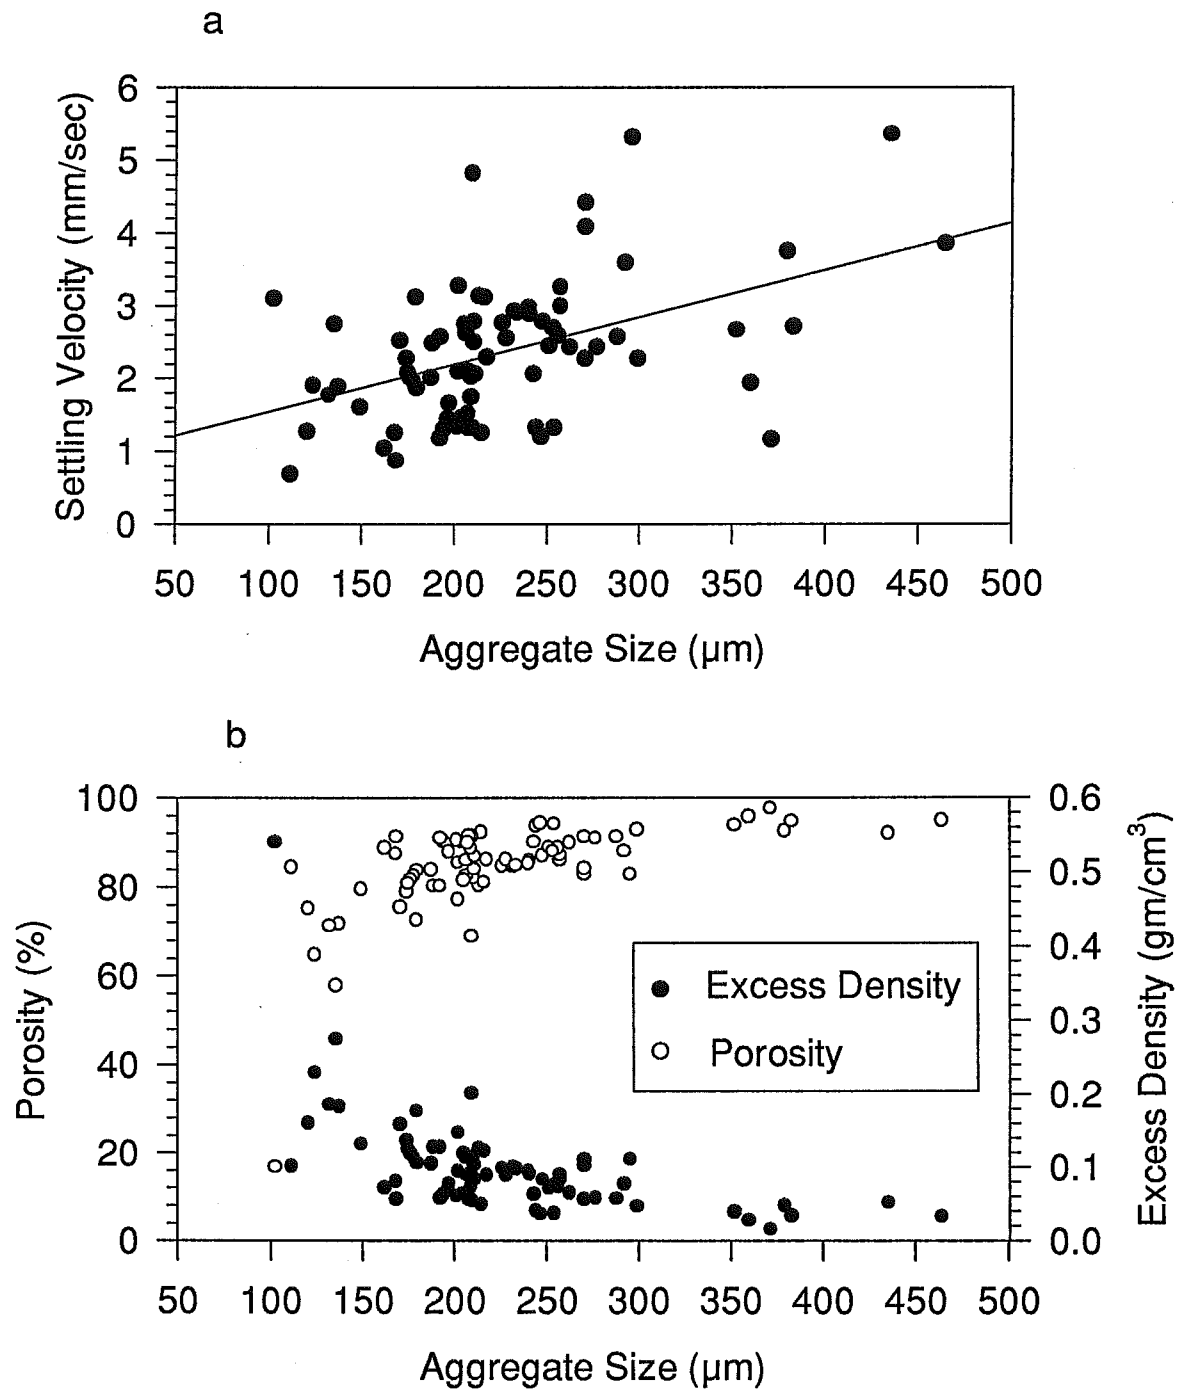 a
6
5
4
3
2
1
0
Settling Velocity (mm/sec)
50 100 150 200 250 300 350 400 450 500
Aggregate Size (µm)
b
100
80
60
40
20
0
Porosity (%)
Excess Density
Porosity
0.6
0.5
0.4
0.3
0.2
0.1
0.0
Excess Density (gm/cm³)
50 100 150 200 250 300 350 400 450 500
Aggregate Size (µm)